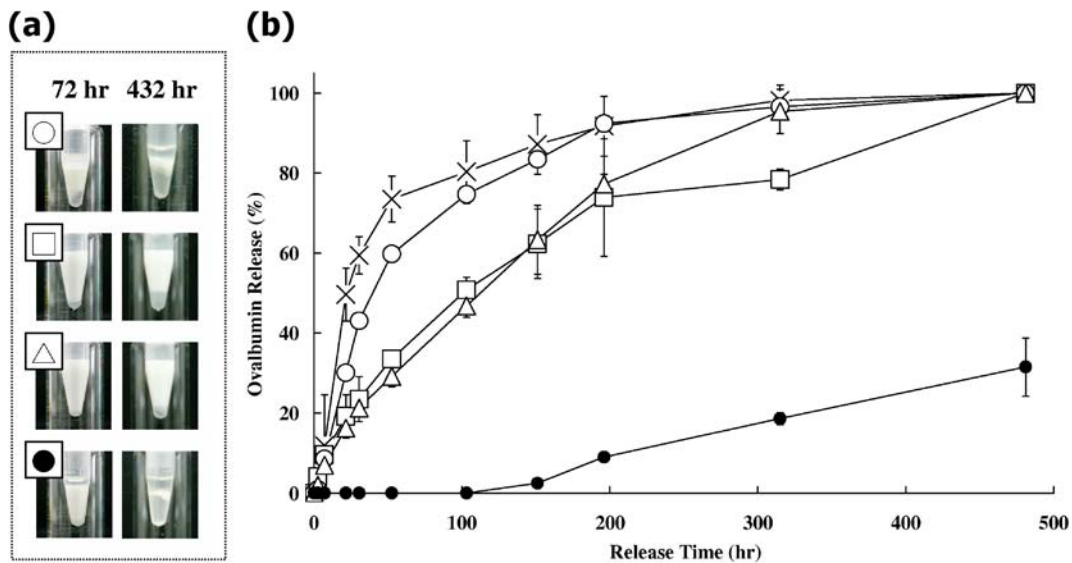 (a)
72 hr 432 hr
(b)
Ovalbumin Release (%)
100
80
60
40
20
0
0 100 200 300 400 500
Release Time (hr)